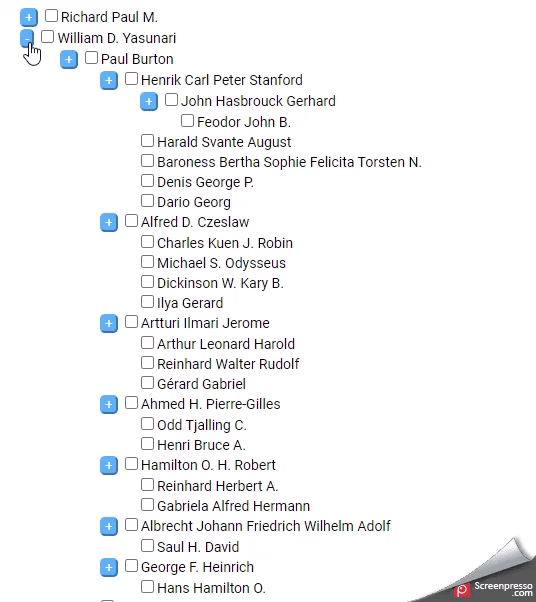 + Richard Paul M.
- William D. Yasunari
+ Paul Burton
+ Henrik Carl Peter Stanford
+ John Hasbrouck Gerhard
Feodor John B.
Harald Svante August
Baroness Bertha Sophie Felicita Torsten N.
Denis George P.
Dario Georg
+ Alfred D. Czeslaw
Charles Kuen J. Robin
Michael S. Odysseus
Dickinson W. Kary B.
Ilya Gerard
+ Artturi Ilmari Jerome
Arthur Leonard Harold
Reinhard Walter Rudolf
Gérard Gabriel
+ Ahmed H. Pierre-Gilles
Odd Tjalling C.
Henri Bruce A.
+ Hamilton O. H. Robert
Reinhard Herbert A.
Gabriela Alfred Hermann
+ Albrecht Johann Friedrich Wilhelm Adolf
Saul H. David
+ George F. Heinrich
Hans Hamilton O.
Screenpresso
.com